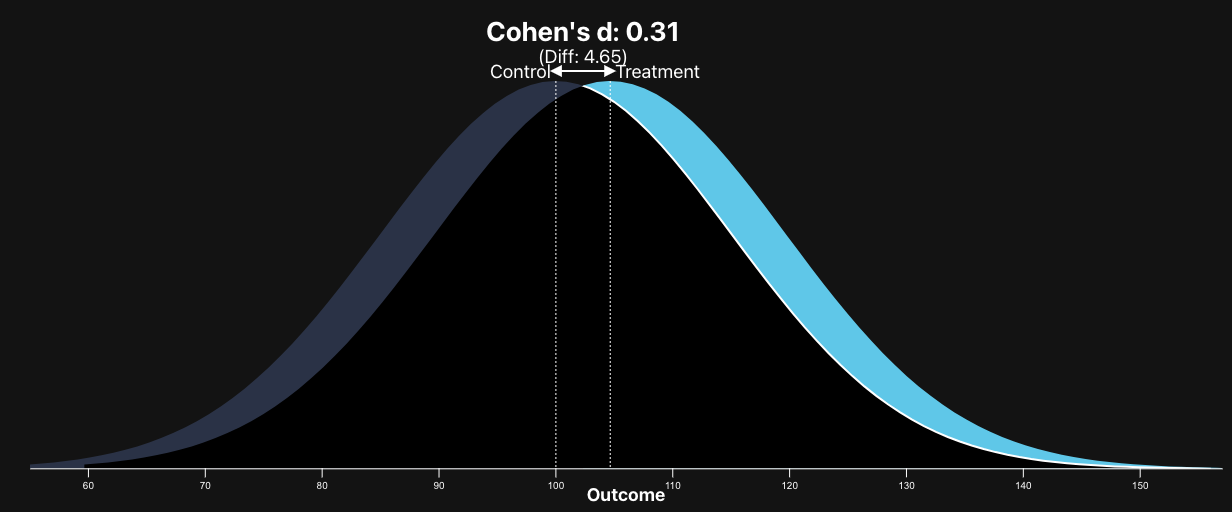 Cohen's d: 0.31
(Diff: 4.65)
Control Treatment
60 70 80 90 100 110 120 130 140 150
Outcome